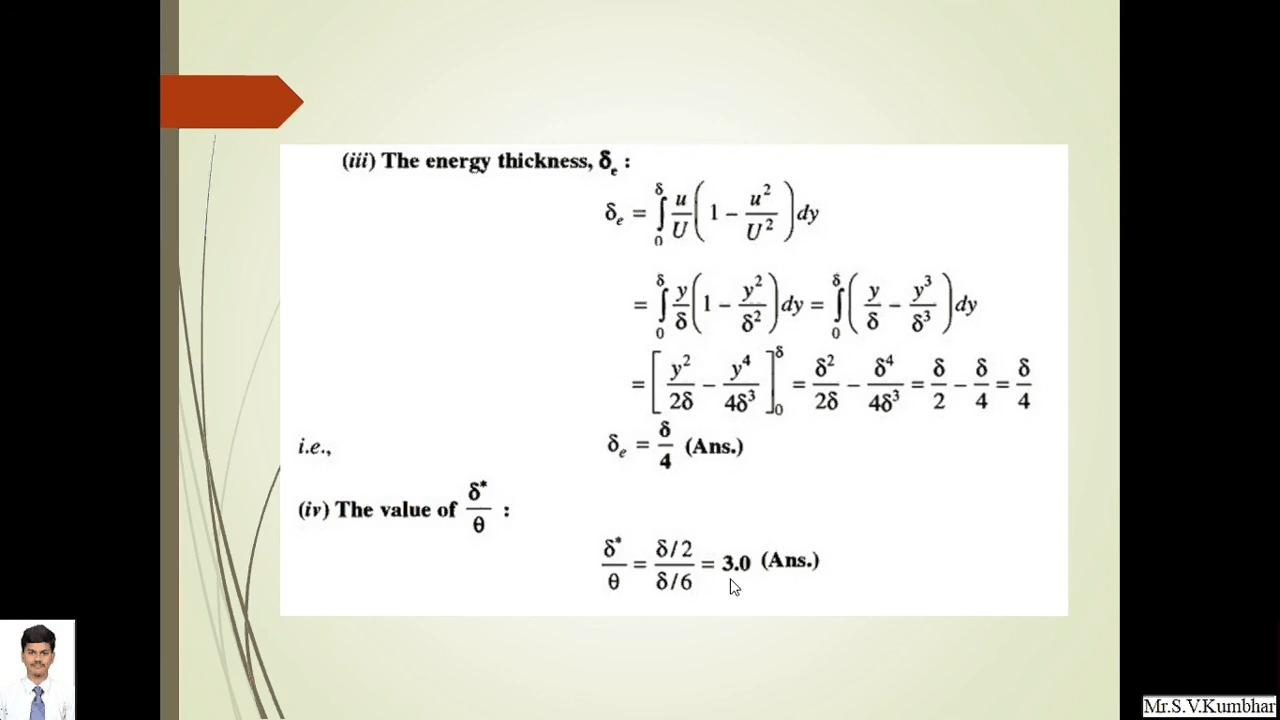 (iii) The energy thickness, δₑ :
δₑ = ∫₀^δ u/U (1 − u²/U²) dy
= ∫₀^δ y/δ (1 − y²/δ²) dy = ∫₀^δ (y/δ − y³/δ³) dy
= [y²/2δ − y⁴/4δ³]₀^δ = δ²/2δ − δ⁴/4δ³ = δ/2 − δ/4 = δ/4
i.e., δₑ = δ/4 (Ans.)
(iv) The value of δ*/θ :
δ*/θ = δ/2 / δ/6 = 3.0 (Ans.)
Mr.S.V.Kumbhar